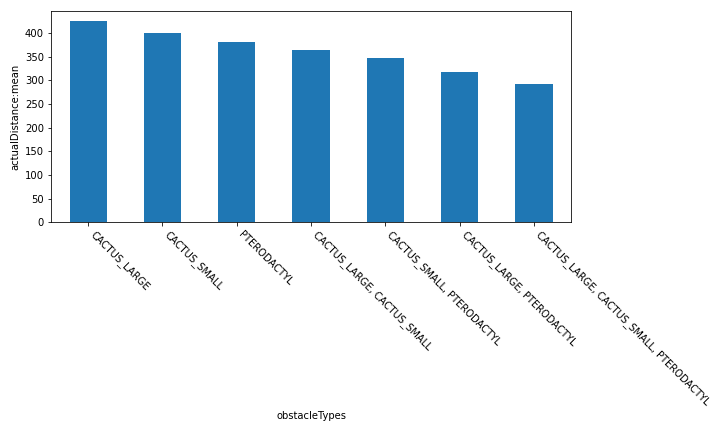 400
350
300
250
200
150
100
50
0
actualDistance:mean
CACTUS_LARGE
CACTUS_SMALL
PTERODACTYL
CACTUS_LARGE, CACTUS_SMALL
CACTUS_SMALL, PTERODACTYL
CACTUS_LARGE, PTERODACTYL
CACTUS_LARGE, CACTUS_SMALL, PTERODACTYL
obstacleTypes